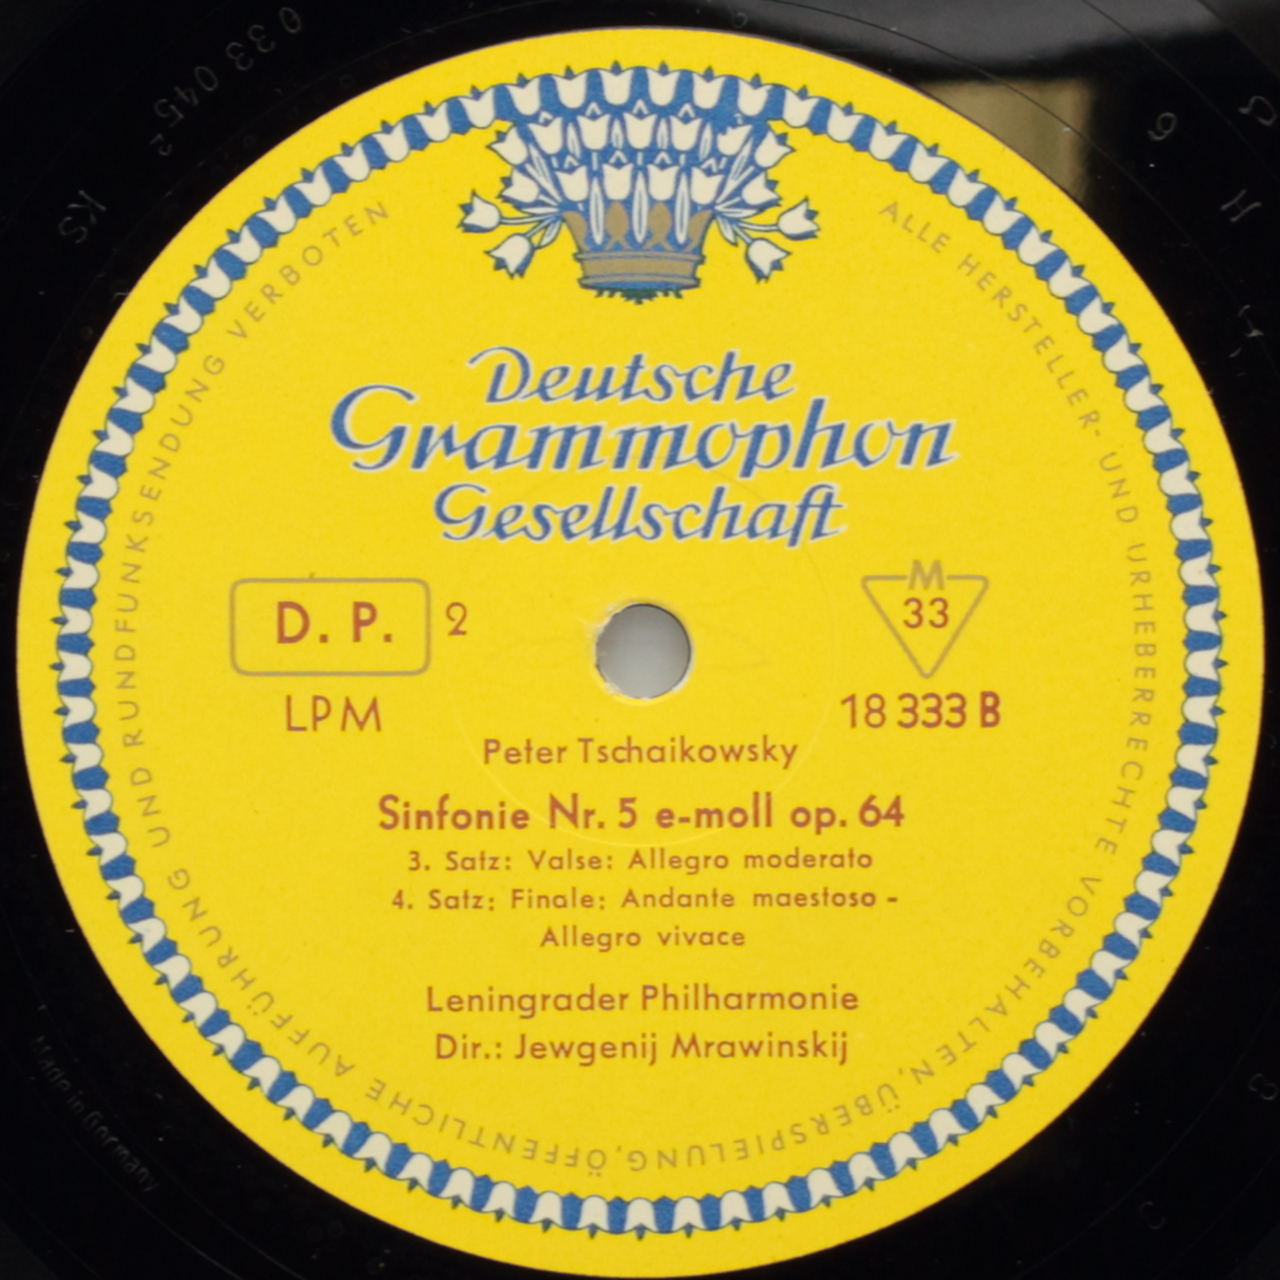 Deutsche
Grammophon
Gesellschaft
D. P. 2
M
33
LPM
18 333 B
Peter Tschaikowsky
Sinfonie Nr. 5 e-moll op. 64
3. Satz: Valse: Allegro moderato
4. Satz: Finale: Andante maestoso -
Allegro vivace
Leningrader Philharmonie
Dir.: Jewgenij Mrawinskij
ALLE HERSTELLER- UND URHEBERRECHTE VORBEHALTEN, ÜBERSPIELUNG, ÖFFENTLICHE AUFFÜHRUNG UND RUNDFUNKSENDUNG VERBOTEN
Made in Germany
KS